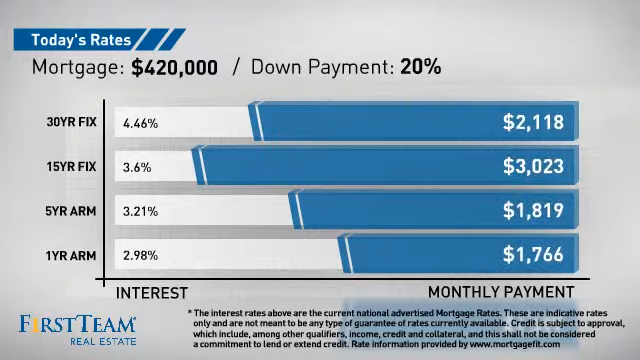 Today's Rates
Mortgage: $420,000 / Down Payment: 20%
30YR FIX 4.46% $2,118
15YR FIX 3.6% $3,023
5YR ARM 3.21% $1,819
1YR ARM 2.98% $1,766
INTEREST MONTHLY PAYMENT
* The interest rates above are the current national advertised Mortgage Rates. These are indicative rates
only and are not meant to be any type of guarantee of rates currently available. Credit is subject to approval,
which include, among other qualifiers, income, credit and collateral, and this shall not be considered
a commitment to lend or extend credit. Rate information provided by www.mortgagefit.com
FIRSTTEAM®
REAL ESTATE